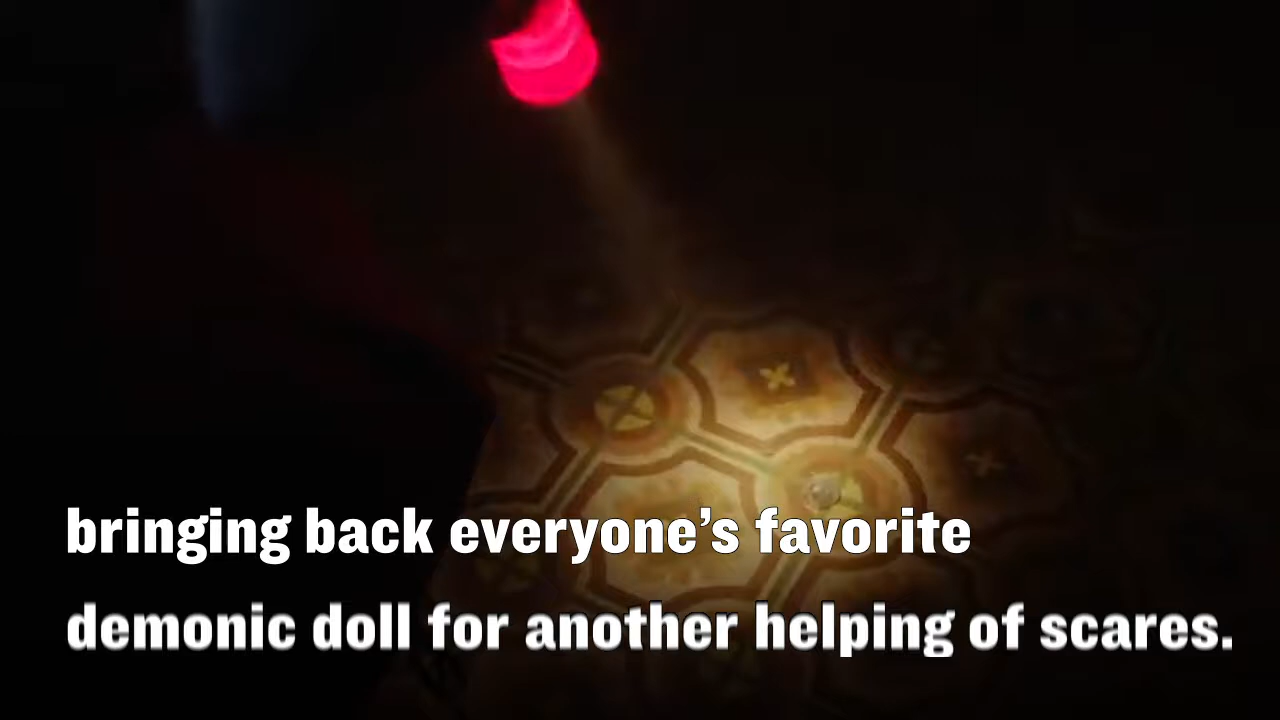 bringing back everyone’s favorite
demonic doll for another helping of scares.